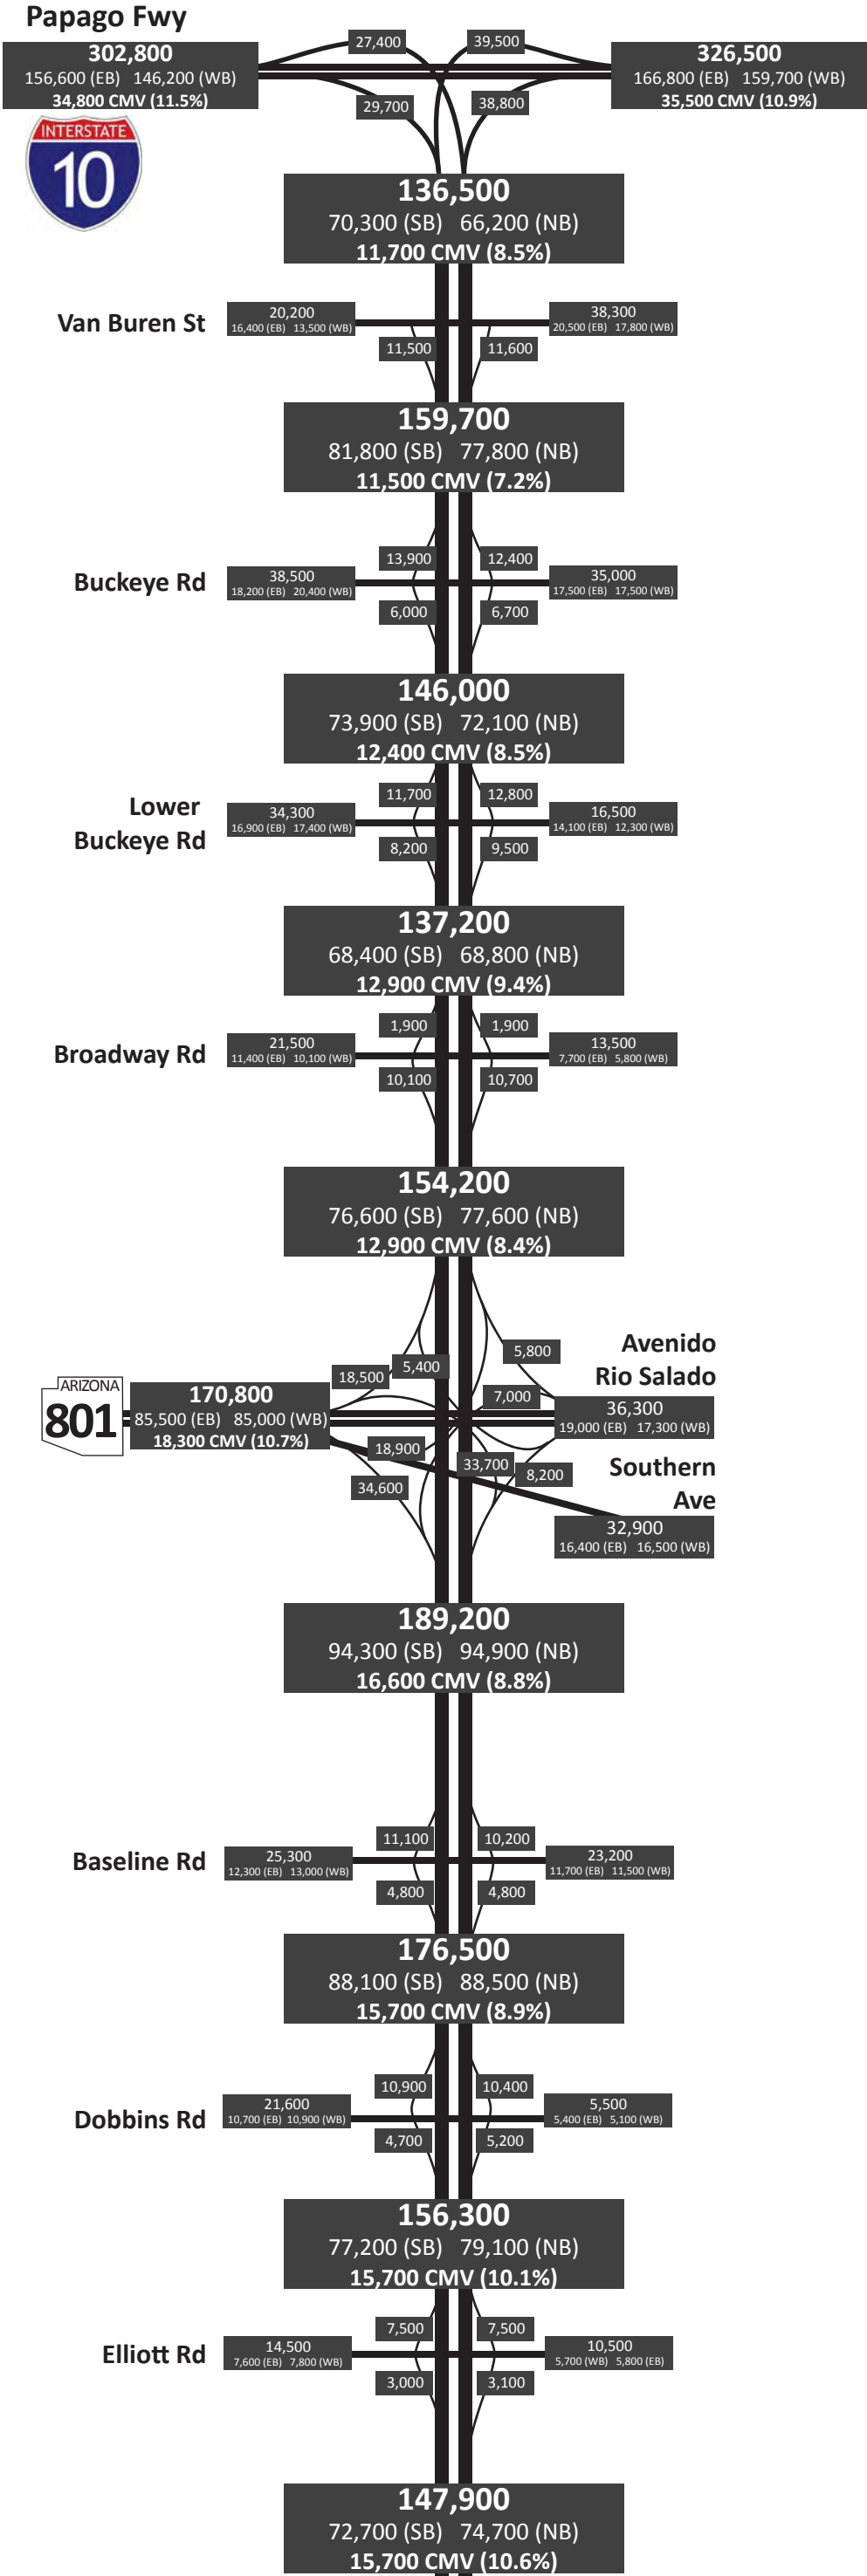 Papago Fwy
302,800
156,600 (EB) 146,200 (WB)
34,800 CMV (11.5%)
27,400
39,500
29,700
38,800
326,500
166,800 (EB) 159,700 (WB)
35,500 CMV (10.9%)
INTERSTATE
10
136,500
70,300 (SB) 66,200 (NB)
11,700 CMV (8.5%)
Van Buren St
20,200
16,400 (EB) 13,500 (WB)
11,500
11,600
38,300
20,500 (EB) 17,800 (WB)
159,700
81,800 (SB) 77,800 (NB)
11,500 CMV (7.2%)
Buckeye Rd
38,500
18,200 (EB) 20,400 (WB)
13,900
12,400
6,000
6,700
35,000
17,500 (EB) 17,500 (WB)
146,000
73,900 (SB) 72,100 (NB)
12,400 CMV (8.5%)
Lower
Buckeye Rd
34,300
16,900 (EB) 17,400 (WB)
11,700
12,800
8,200
9,500
16,500
14,100 (EB) 12,300 (WB)
137,200
68,400 (SB) 68,800 (NB)
12,900 CMV (9.4%)
Broadway Rd
21,500
11,400 (EB) 10,100 (WB)
1,900
1,900
10,100
10,700
13,500
7,700 (EB) 5,800 (WB)
154,200
76,600 (SB) 77,600 (NB)
12,900 CMV (8.4%)
ARIZONA
801
170,800
85,500 (EB) 85,000 (WB)
18,300 CMV (10.7%)
18,500
5,400
5,800
7,000
18,900
33,700
8,200
34,600
Avenido
Rio Salado
36,300
19,000 (EB) 17,300 (WB)
Southern
Ave
32,900
16,400 (EB) 16,500 (WB)
189,200
94,300 (SB) 94,900 (NB)
16,600 CMV (8.8%)
Baseline Rd
25,300
12,300 (EB) 13,000 (WB)
11,100
10,200
4,800
4,800
23,200
11,700 (EB) 11,500 (WB)
176,500
88,100 (SB) 88,500 (NB)
15,700 CMV (8.9%)
Dobbins Rd
21,600
10,700 (EB) 10,900 (WB)
10,900
10,400
4,700
5,200
5,500
5,400 (EB) 5,100 (WB)
156,300
77,200 (SB) 79,100 (NB)
15,700 CMV (10.1%)
Elliott Rd
14,500
7,600 (EB) 7,800 (WB)
7,500
7,500
3,000
3,100
10,500
5,700 (WB) 5,800 (EB)
147,900
72,700 (SB) 74,700 (NB)
15,700 CMV (10.6%)